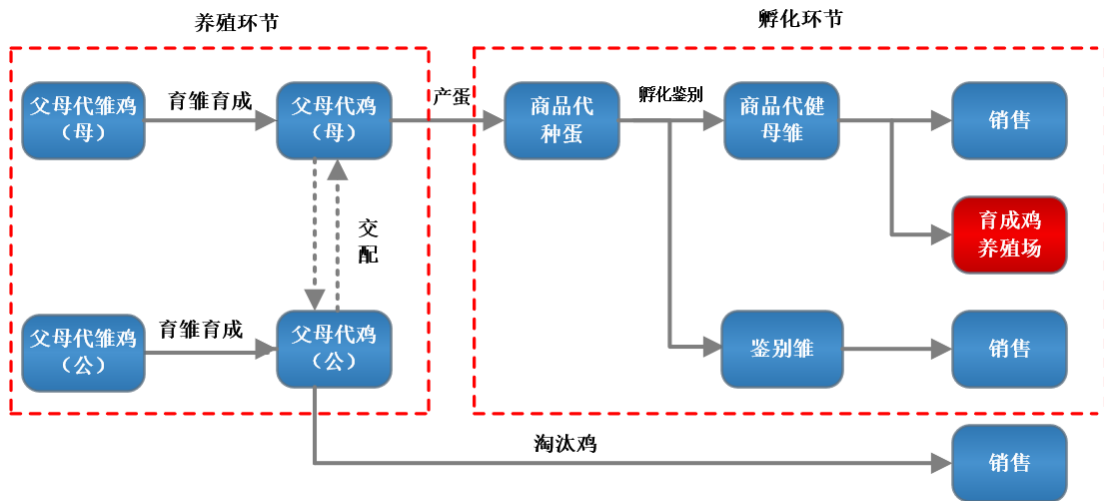 养殖环节
孵化环节
父母代雏鸡
（母）
育雏育成
父母代鸡
（母）
产蛋
商品代
种蛋
孵化鉴别
商品代健
母雏
销售
育成鸡
养殖场
交
配
父母代雏鸡
（公）
育雏育成
父母代鸡
（公）
鉴别雏
销售
淘汰鸡
销售